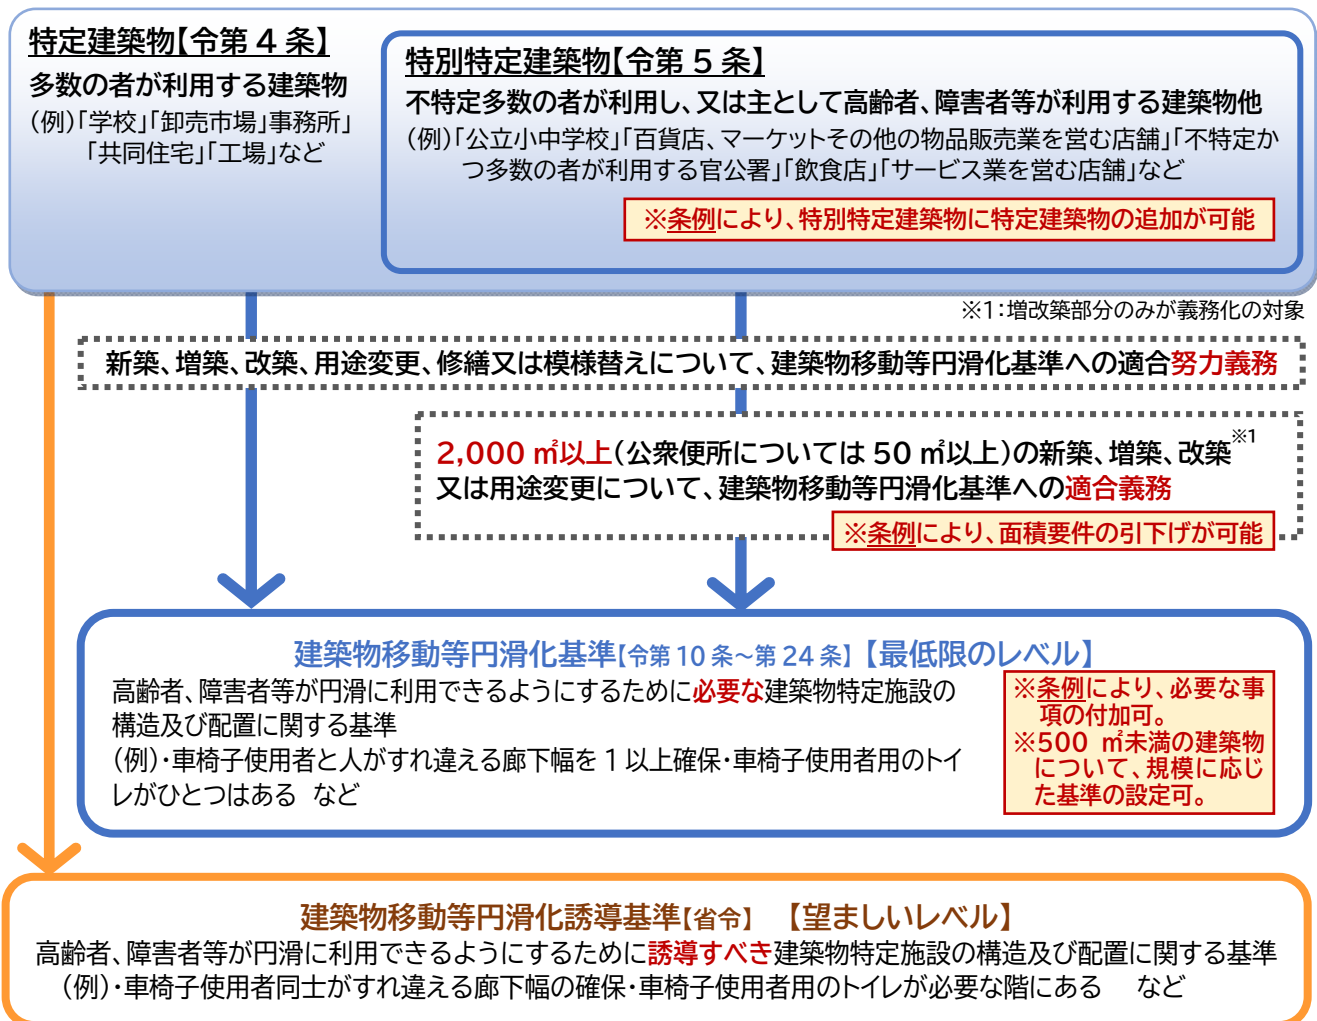 特定建築物【令第4条】
多数の者が利用する建築物
(例)「学校」「卸売市場」事務所」
「共同住宅」「工場」など
特別特定建築物【令第5条】
不特定多数の者が利用し、又は主として高齢者、障害者等が利用する建築物他
(例)「公立小中学校」「百貨店、マーケットその他の物品販売業を営む店舗」「不特定か
つ多数の者が利用する官公署」「飲食店」「サービス業を営む店舗」など
※条例により、特別特定建築物に特定建築物の追加が可能
※1:増改築部分のみが義務化の対象
新築、増築、改築、用途変更、修繕又は模様替えについて、建築物移動等円滑化基準への適合努力義務
2,000㎡以上(公衆便所については50㎡以上)の新築、増築、改築※1
又は用途変更について、建築物移動等円滑化基準への適合義務
※条例により、面積要件の引下げが可能
建築物移動等円滑化基準【令第10条~第24条】【最低限のレベル】
高齢者、障害者等が円滑に利用できるようにするために必要な建築物特定施設の
構造及び配置に関する基準
(例)・車椅子使用者と人がすれ違える廊下幅を1以上確保・車椅子使用者用のトイ
レがひとつはある など
※条例により、必要な事
項の付加可。
※500㎡未満の建築物
について、規模に応じ
た基準の設定可。
建築物移動等円滑化誘導基準【省令】 【望ましいレベル】
高齢者、障害者等が円滑に利用できるようにするために誘導すべき建築物特定施設の構造及び配置に関する基準
(例)・車椅子使用者同士がすれ違える廊下幅の確保・車椅子使用者用のトイレが必要な階にある など